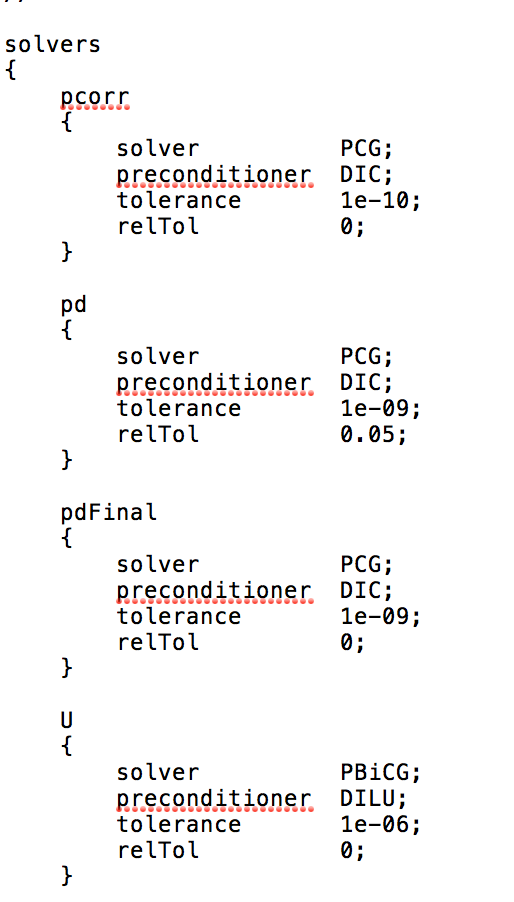 solvers
{
    pcorr
    {
        solver          PCG;
        preconditioner  DIC;
        tolerance       1e-10;
        relTol          0;
    }

    pd
    {
        solver          PCG;
        preconditioner  DIC;
        tolerance       1e-09;
        relTol          0.05;
    }

    pdFinal
    {
        solver          PCG;
        preconditioner  DIC;
        tolerance       1e-09;
        relTol          0;
    }

    U
    {
        solver          PBiCG;
        preconditioner  DILU;
        tolerance       1e-06;
        relTol          0;
    }